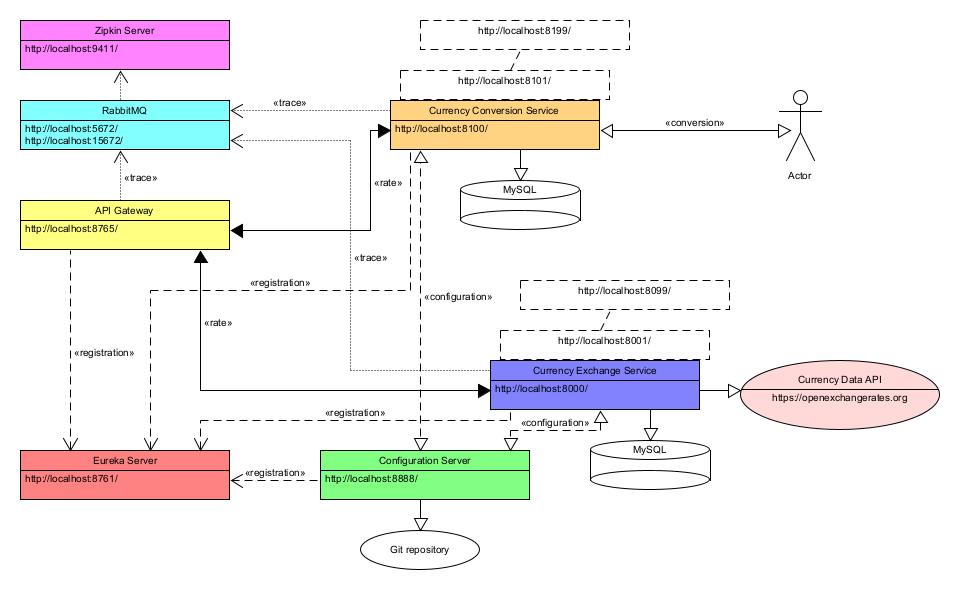 Zipkin Server
http://localhost:9411/
http://localhost:8199/
http://localhost:8101/
RabbitMQ
http://localhost:5672/
http://localhost:15672/
«trace»
Currency Conversion Service
http://localhost:8100/
«conversion»
Actor
«trace»
«rate»
MySQL
API Gateway
http://localhost:8765/
«trace»
«registration»
«configuration»
http://localhost:8099/
«rate»
http://localhost:8001/
«registration»
Currency Exchange Service
http://localhost:8000/
Currency Data API
https://openexchangerates.org
«registration»
«configuration»
MySQL
Eureka Server
http://localhost:8761/
«registration»
Configuration Server
http://localhost:8888/
Git repository